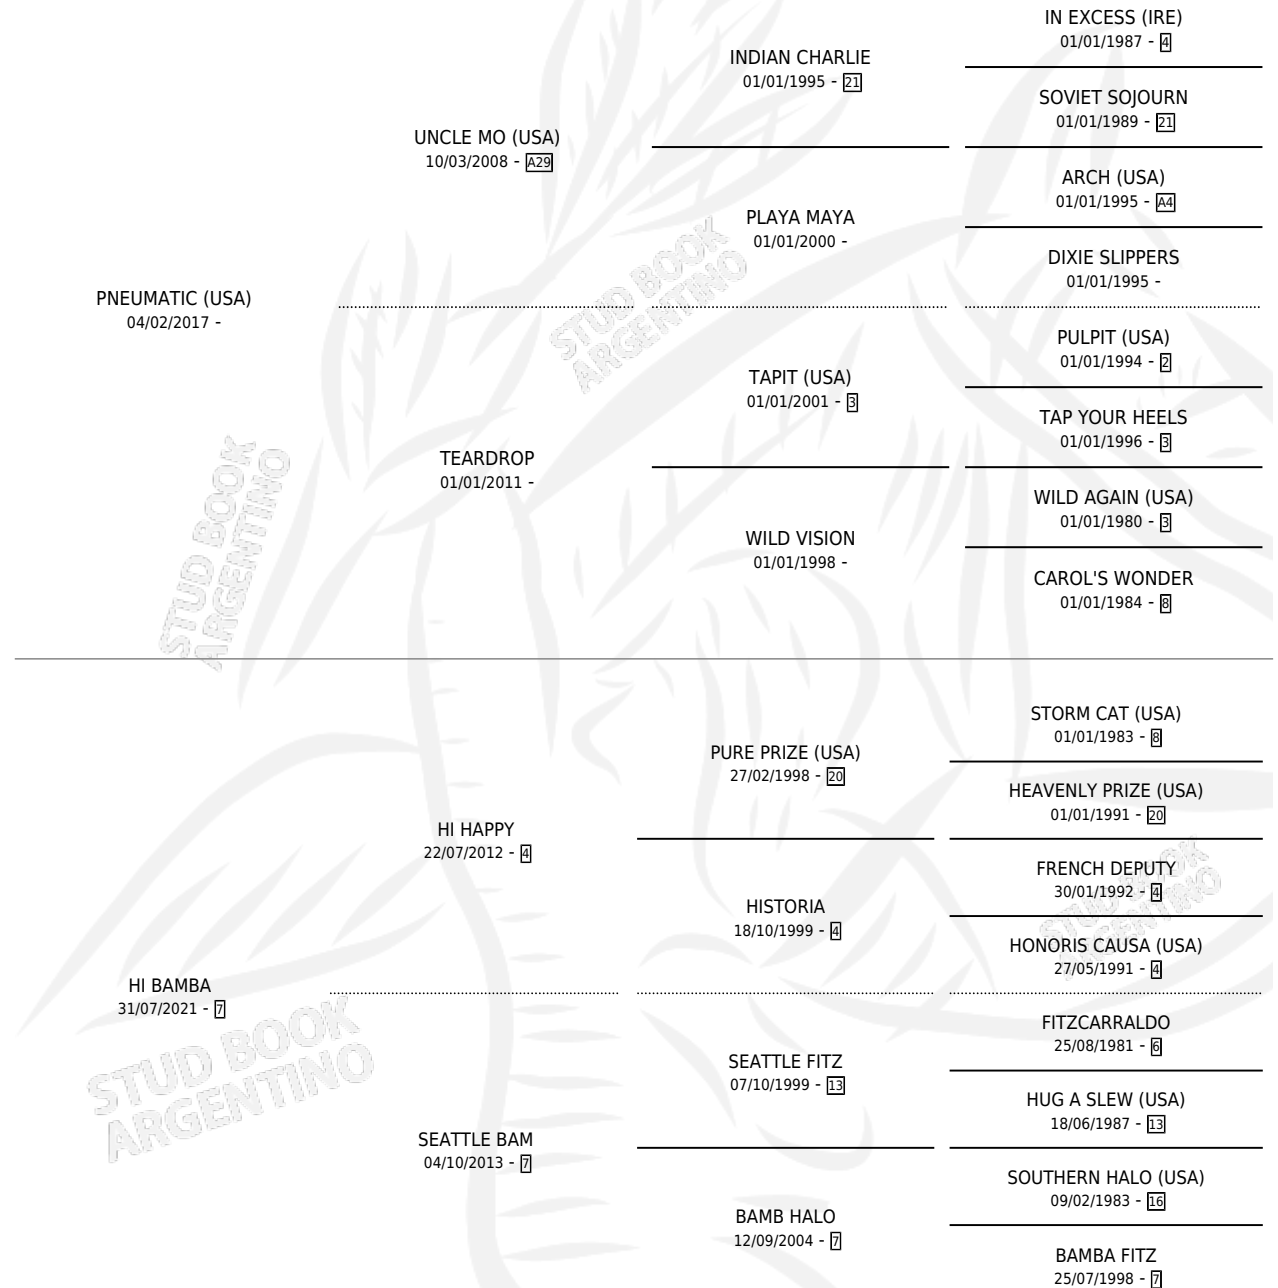 IN EXCESS (IRE)
01/01/1987 - 4
INDIAN CHARLIE
01/01/1995 - 21
SOVIET SOJOURN
01/01/1989 - 21
UNCLE MO (USA)
10/03/2008 - A29
ARCH (USA)
01/01/1995 - A4
PLAYA MAYA
01/01/2000 -
DIXIE SLIPPERS
01/01/1995 -
PNEUMATIC (USA)
04/02/2017 -
PULPIT (USA)
01/01/1994 - 2
TAPIT (USA)
01/01/2001 - 3
TAP YOUR HEELS
01/01/1996 - 3
TEARDROP
01/01/2011 -
WILD AGAIN (USA)
01/01/1980 - 3
WILD VISION
01/01/1998 -
CAROL'S WONDER
01/01/1984 - 8
STORM CAT (USA)
01/01/1983 - 8
PURE PRIZE (USA)
27/02/1998 - 20
HEAVENLY PRIZE (USA)
01/01/1991 - 20
HI HAPPY
22/07/2012 - 4
FRENCH DEPUTY
30/01/1992 - 4
HISTORIA
18/10/1999 - 4
HONORIS CAUSA (USA)
27/05/1991 - 4
HI BAMBA
31/07/2021 - 7
FITZCARRALDO
25/08/1981 - 6
SEATTLE FITZ
07/10/1999 - 13
HUG A SLEW (USA)
18/06/1987 - 13
SEATTLE BAM
04/10/2013 - 7
SOUTHERN HALO (USA)
09/02/1983 - 16
BAMB HALO
12/09/2004 - 7
BAMBA FITZ
25/07/1998 - 7
STUD BOOK
ARGENTINO
STUD BOOK
ARGENTINO
STUD BOOK
ARGENTINO
STUD BOOK
ARGENTINO